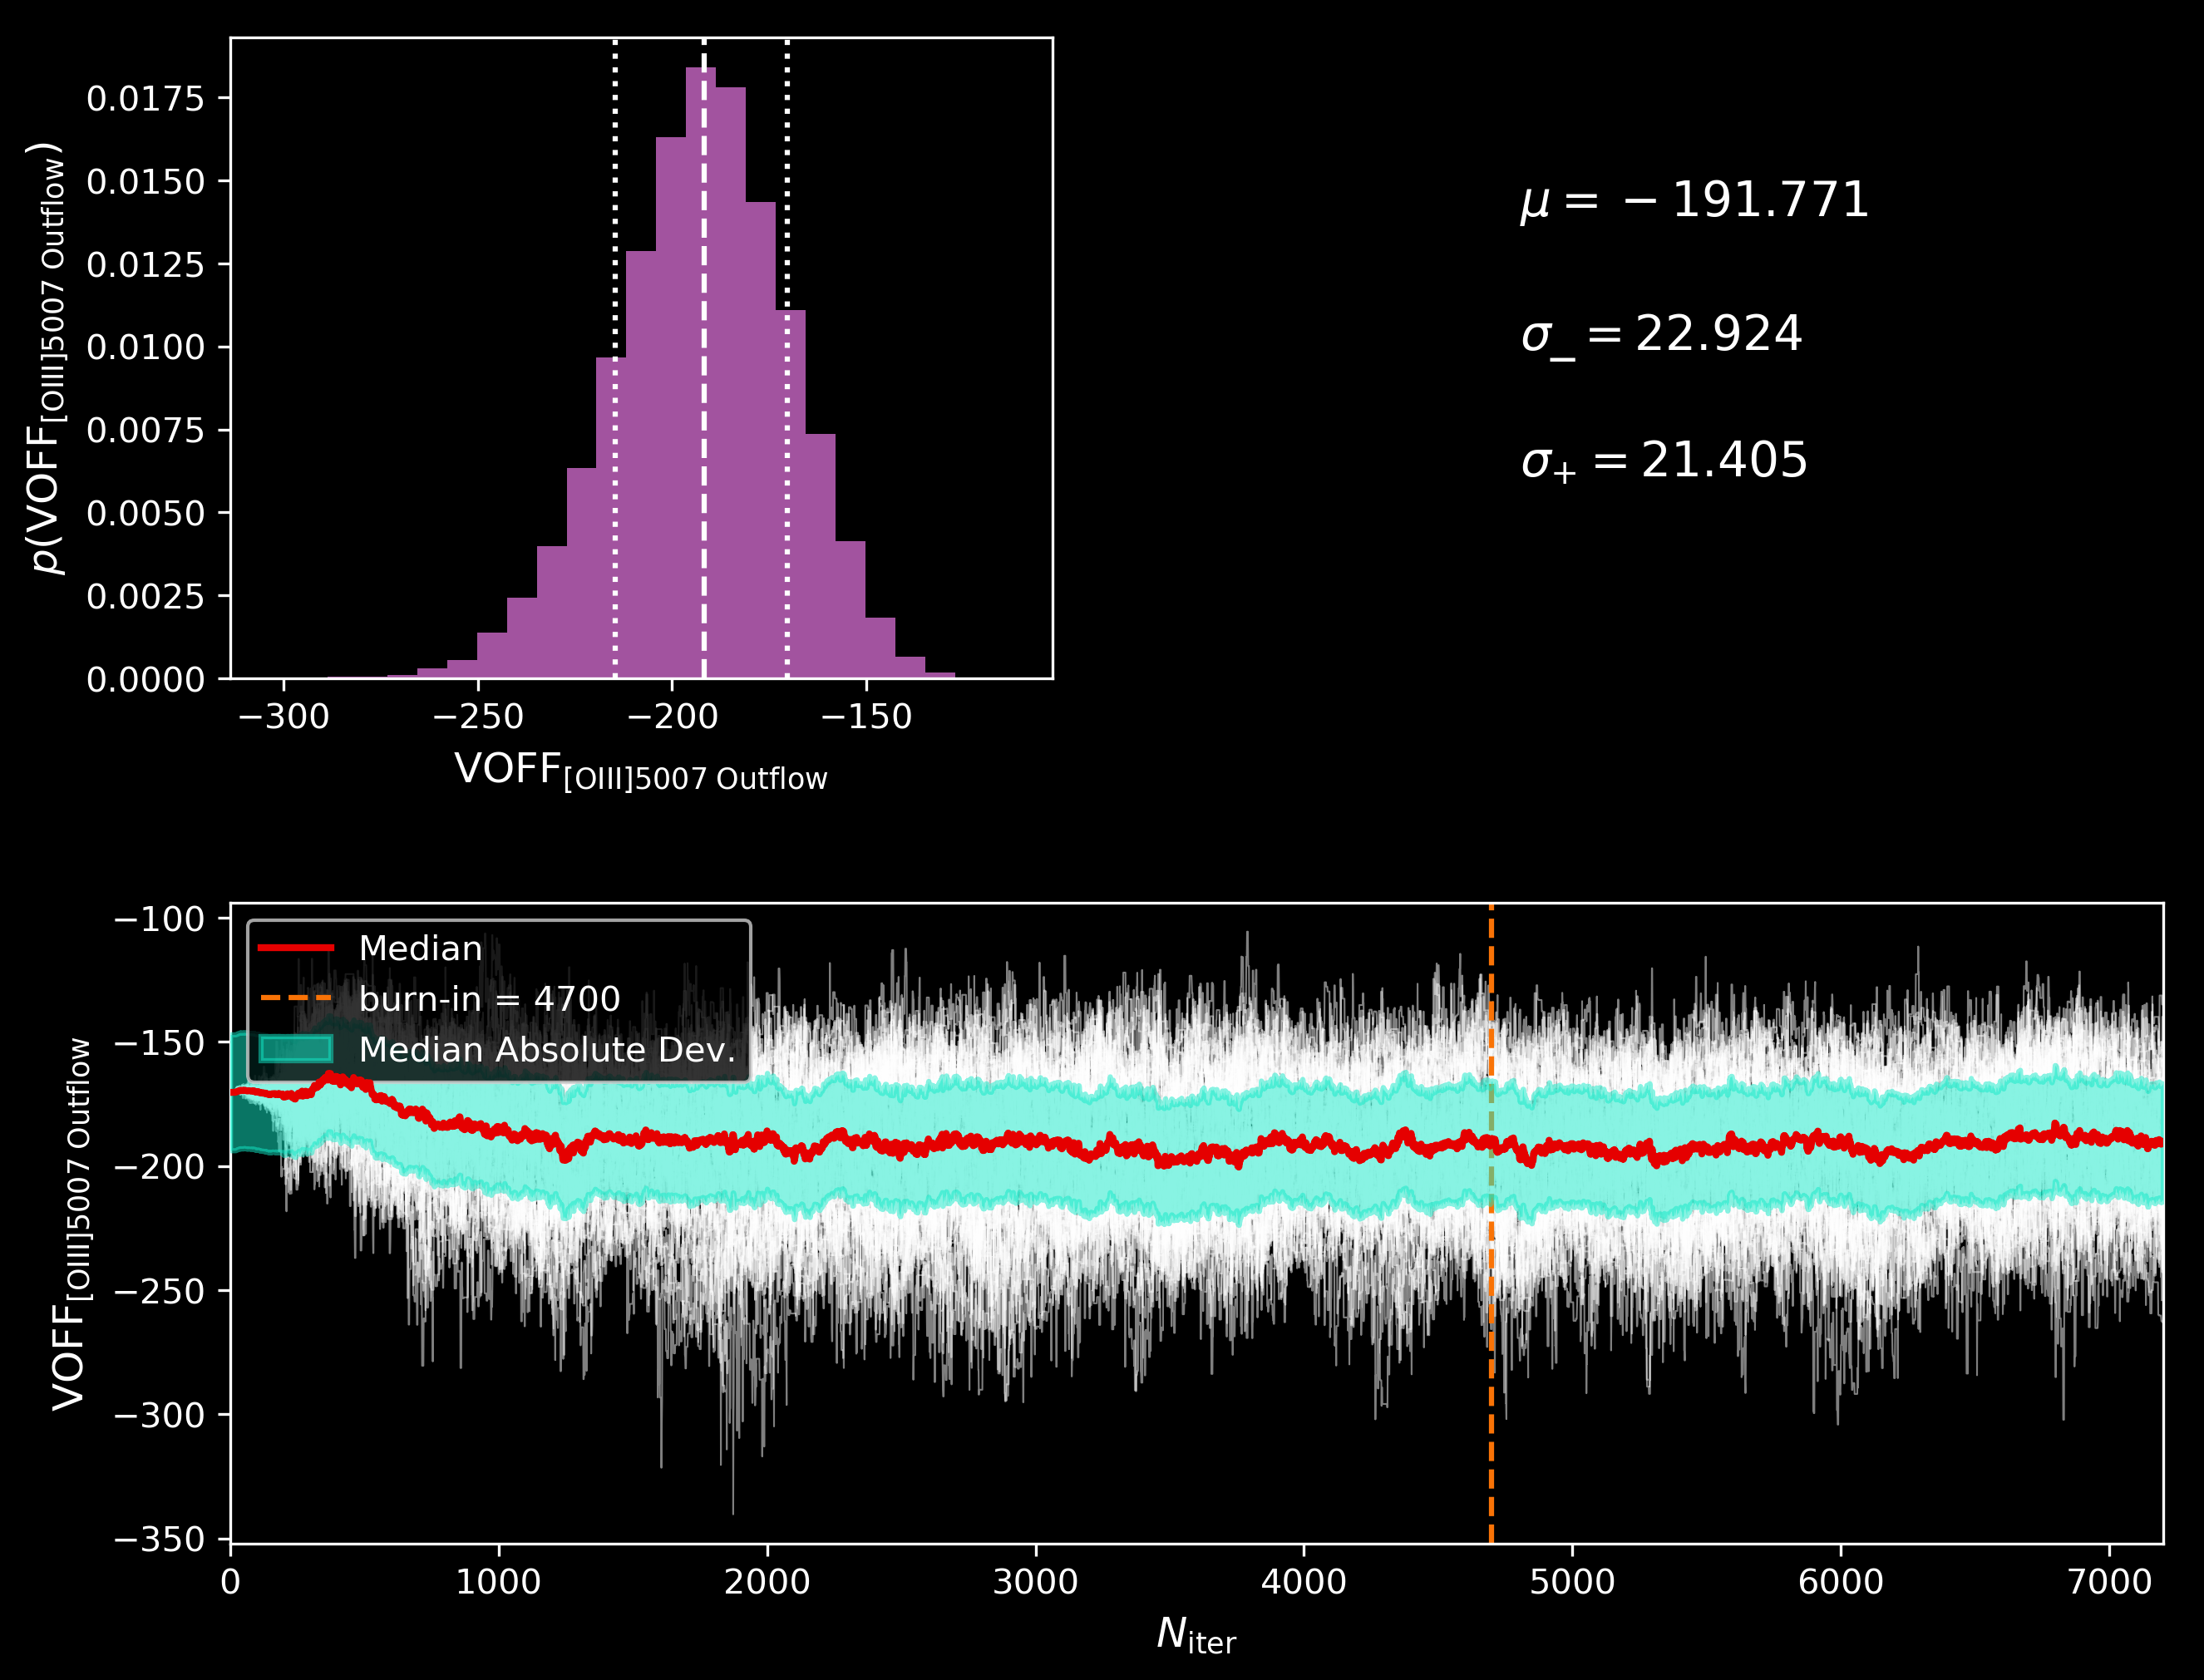 0.0175
0.0150
0.0125
0.0100
0.0075
0.0050
0.0025
0.0000
p(VOFF[OIII]5007 Outflow)
−300 −250 −200 −150
VOFF[OIII]5007 Outflow
μ = − 191.771
σ_ = 22.924
σ+ = 21.405
−100
−150
−200
−250
−300
−350
VOFF[OIII]5007 Outflow
Median
burn-in = 4700
Median Absolute Dev.
0 1000 2000 3000 4000 5000 6000 7000
Niter